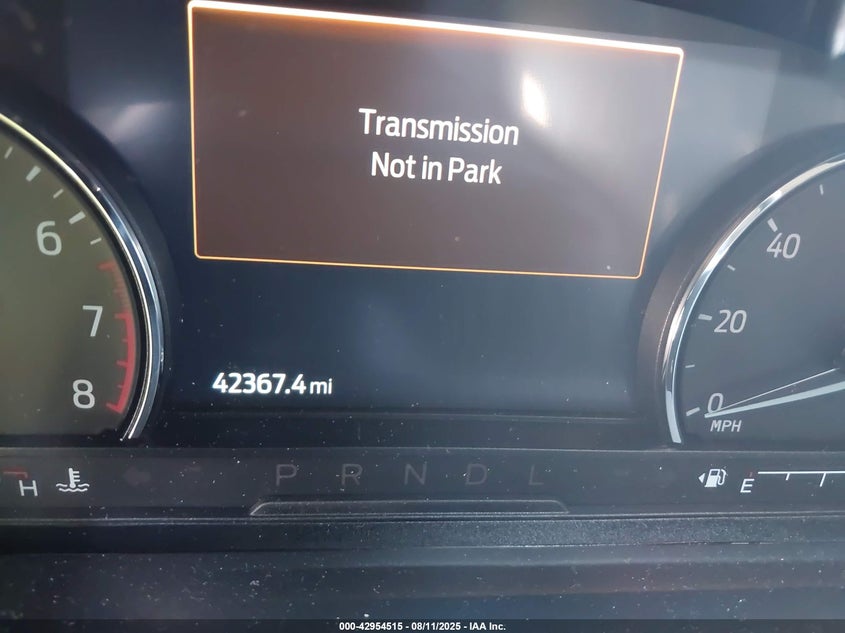 Transmission
Not in Park
6
7
8
40
20
0
MPH
42367.4 mi
H
P R N D L
E
000-42954515 - 08/11/2025 - IAA Inc.